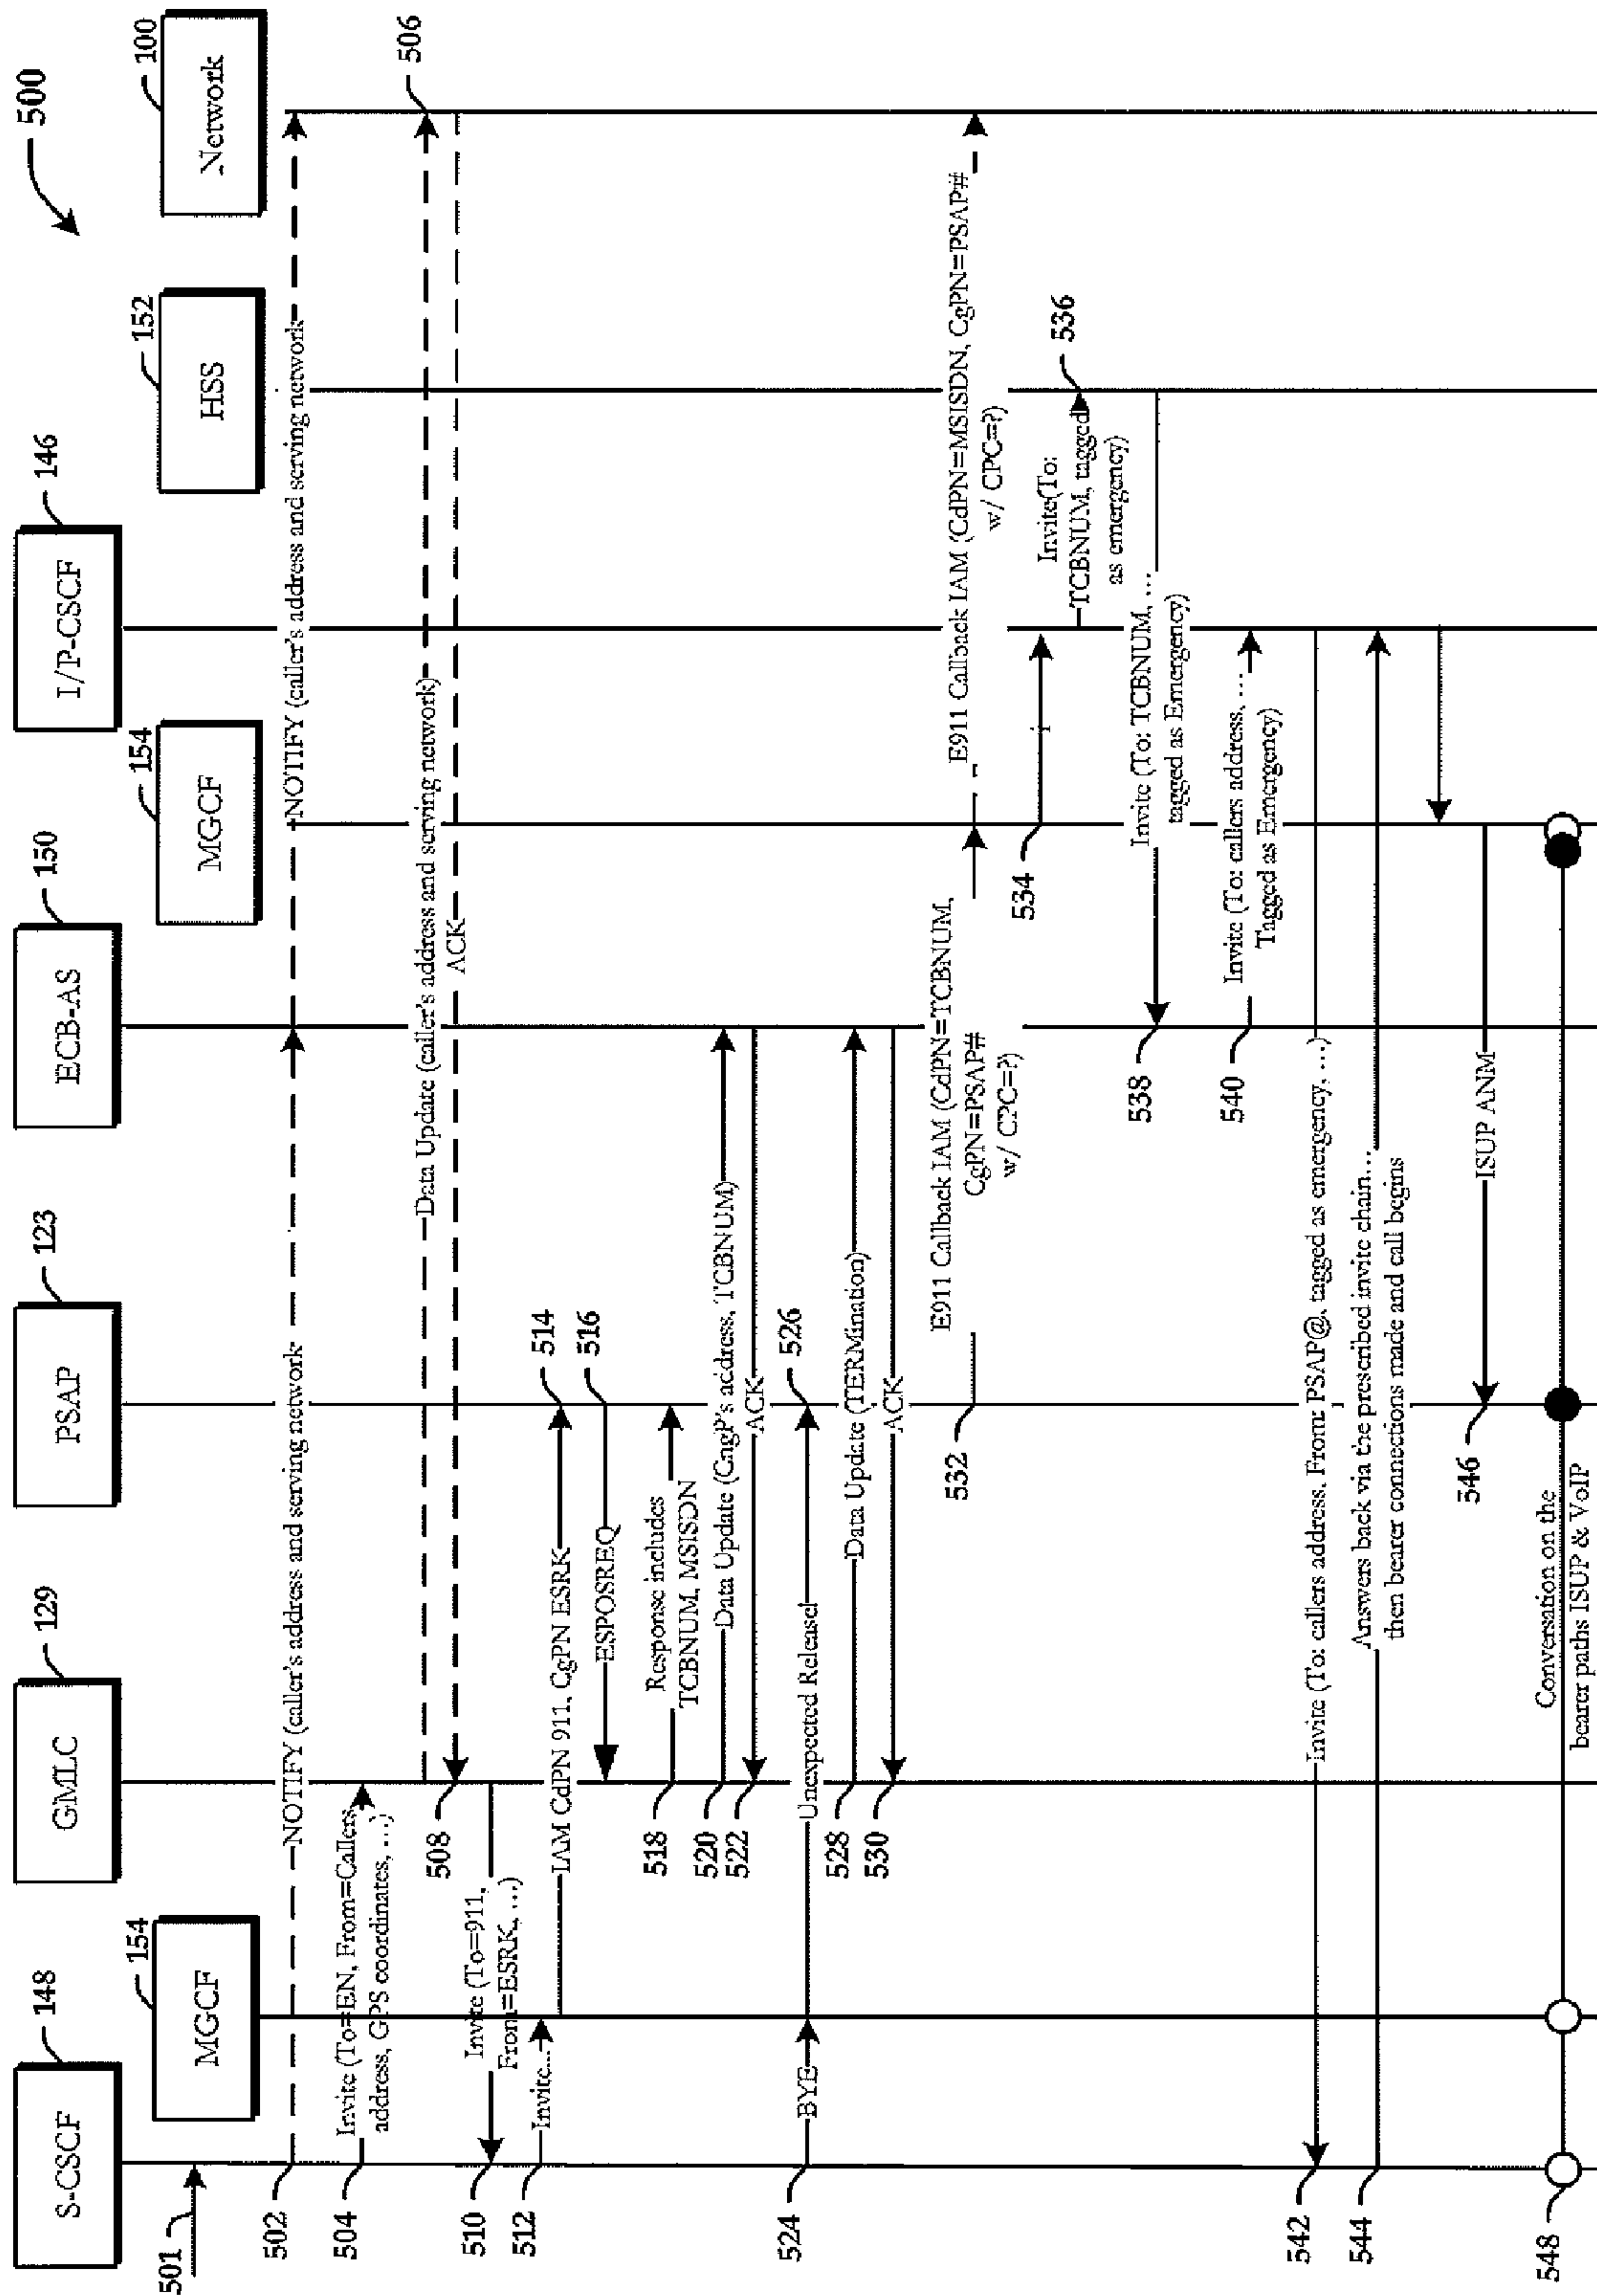 500
S-CSCF
148
MGCF
154
GMLC
129
PSAP
123
ECB-AS
150
MGCF
154
I/P-CSCF
146
HSS
152
Network
100
501
502
NOTIFY (caller's address and serving network
NOTIFY (caller's address and serving network
504
Invite (To=EN, From=Callers
address, GPS coordinates, …)
Data Update (caller's address and serving network)
506
508
ACK
510
Invite (To=911,
From=ESRK, …)
512
Invite...
IAM CdPN 911, CgPN ESRK
514
ESPOSREQ
516
518
Response includes
TCBNUM, MSISDN
520
Data Update (CngP's address, TCBNUM)
522
ACK
524
BYE
Unexpected Release
526
528
Data Update (TERMination)
530
ACK
532
E911 Callback IAM (CdPN=TCBNUM,
CgPN=PSAP#
w/ CPC=?)
E911 Callback IAM (CdPN=MSISDN, CgPN=PSAP#
w/ CPC=?)
534
i
Invite(To:
TCBNUM, tagged
as emergency)
536
538
Invite (To: TCBNUM, …
tagged as Emergency)
540
Invite (To: callers address, …
Tagged as Emergency)
542
Invite (To: callers address, From: PSAP@, tagged as emergency, …)
544
Answers back via the prescribed invite chain…
then bearer connections made and call begins
546
ISUP ANM
548
Conversation on the
bearer paths ISUP & VoIP